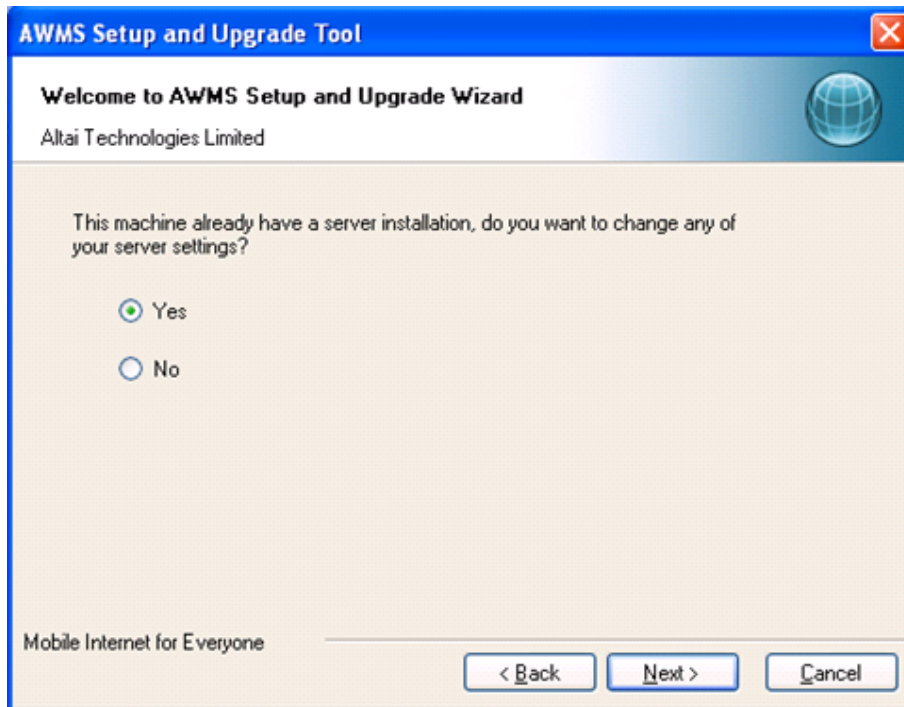 AWMS Setup and Upgrade Tool
Welcome to AWMS Setup and Upgrade Wizard
Altai Technologies Limited
This machine already have a server installation, do you want to change any of
your server settings?
Yes
No
Mobile Internet for Everyone
< Back
Next >
Cancel